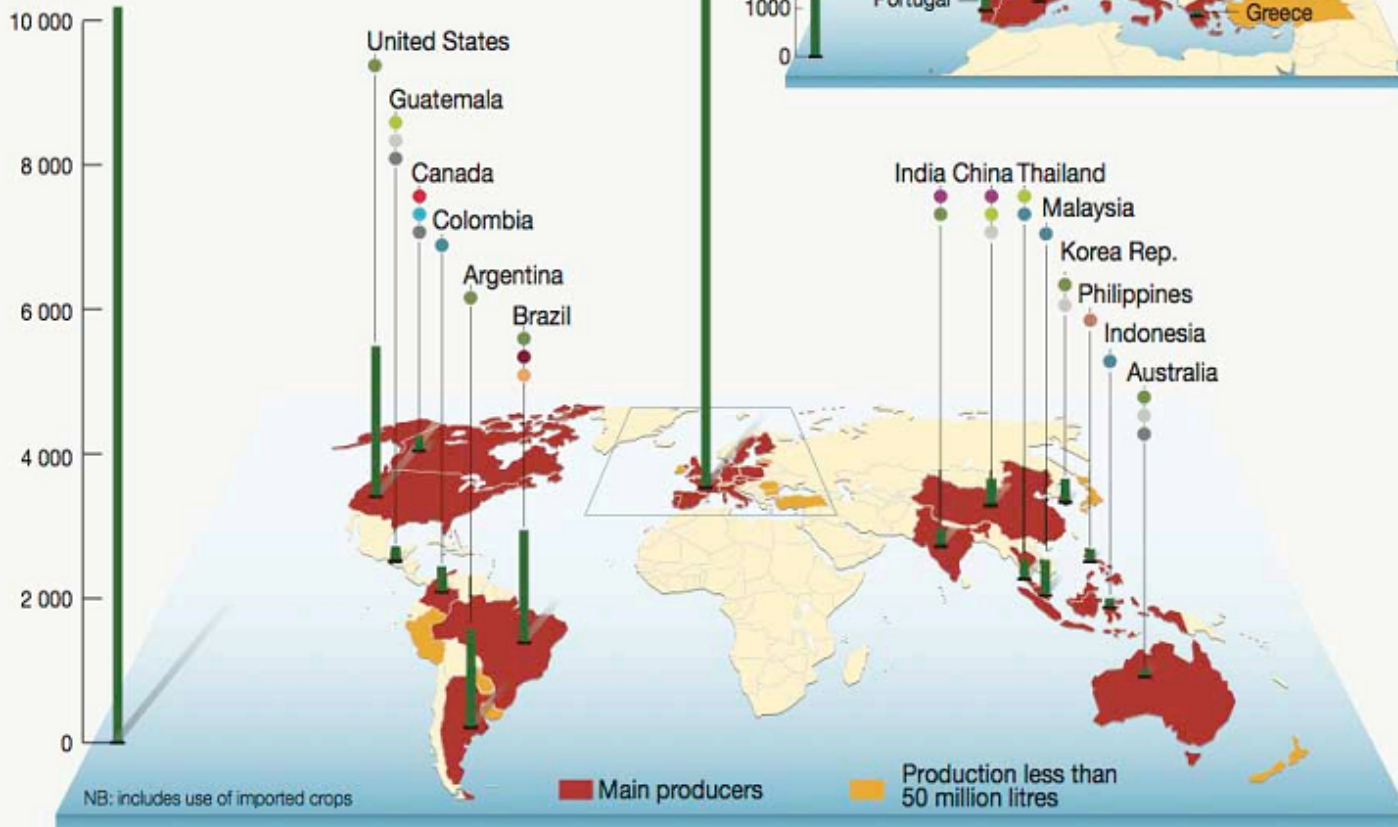 10 000
8 000
6 000
4 000
2 000
0
1000
0
Portugal
Greece
United States
Guatemala
Canada
Colombia
Argentina
Brazil
India China Thailand
Malaysia
Korea Rep.
Philippines
Indonesia
Australia
NB: includes use of imported crops
Main producers
Production less than
50 million litres